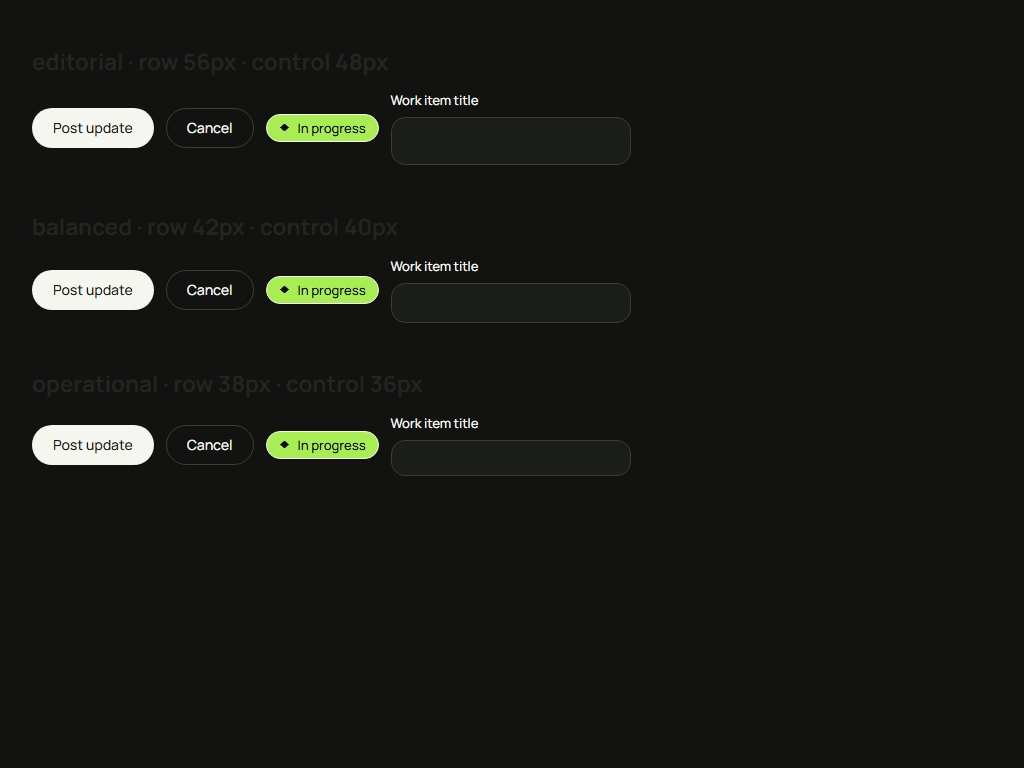 editorial · row 56px · control 48px
Work item title
Post update
Cancel
In progress
balanced · row 42px · control 40px
Work item title
Post update
Cancel
In progress
operational · row 38px · control 36px
Work item title
Post update
Cancel
In progress